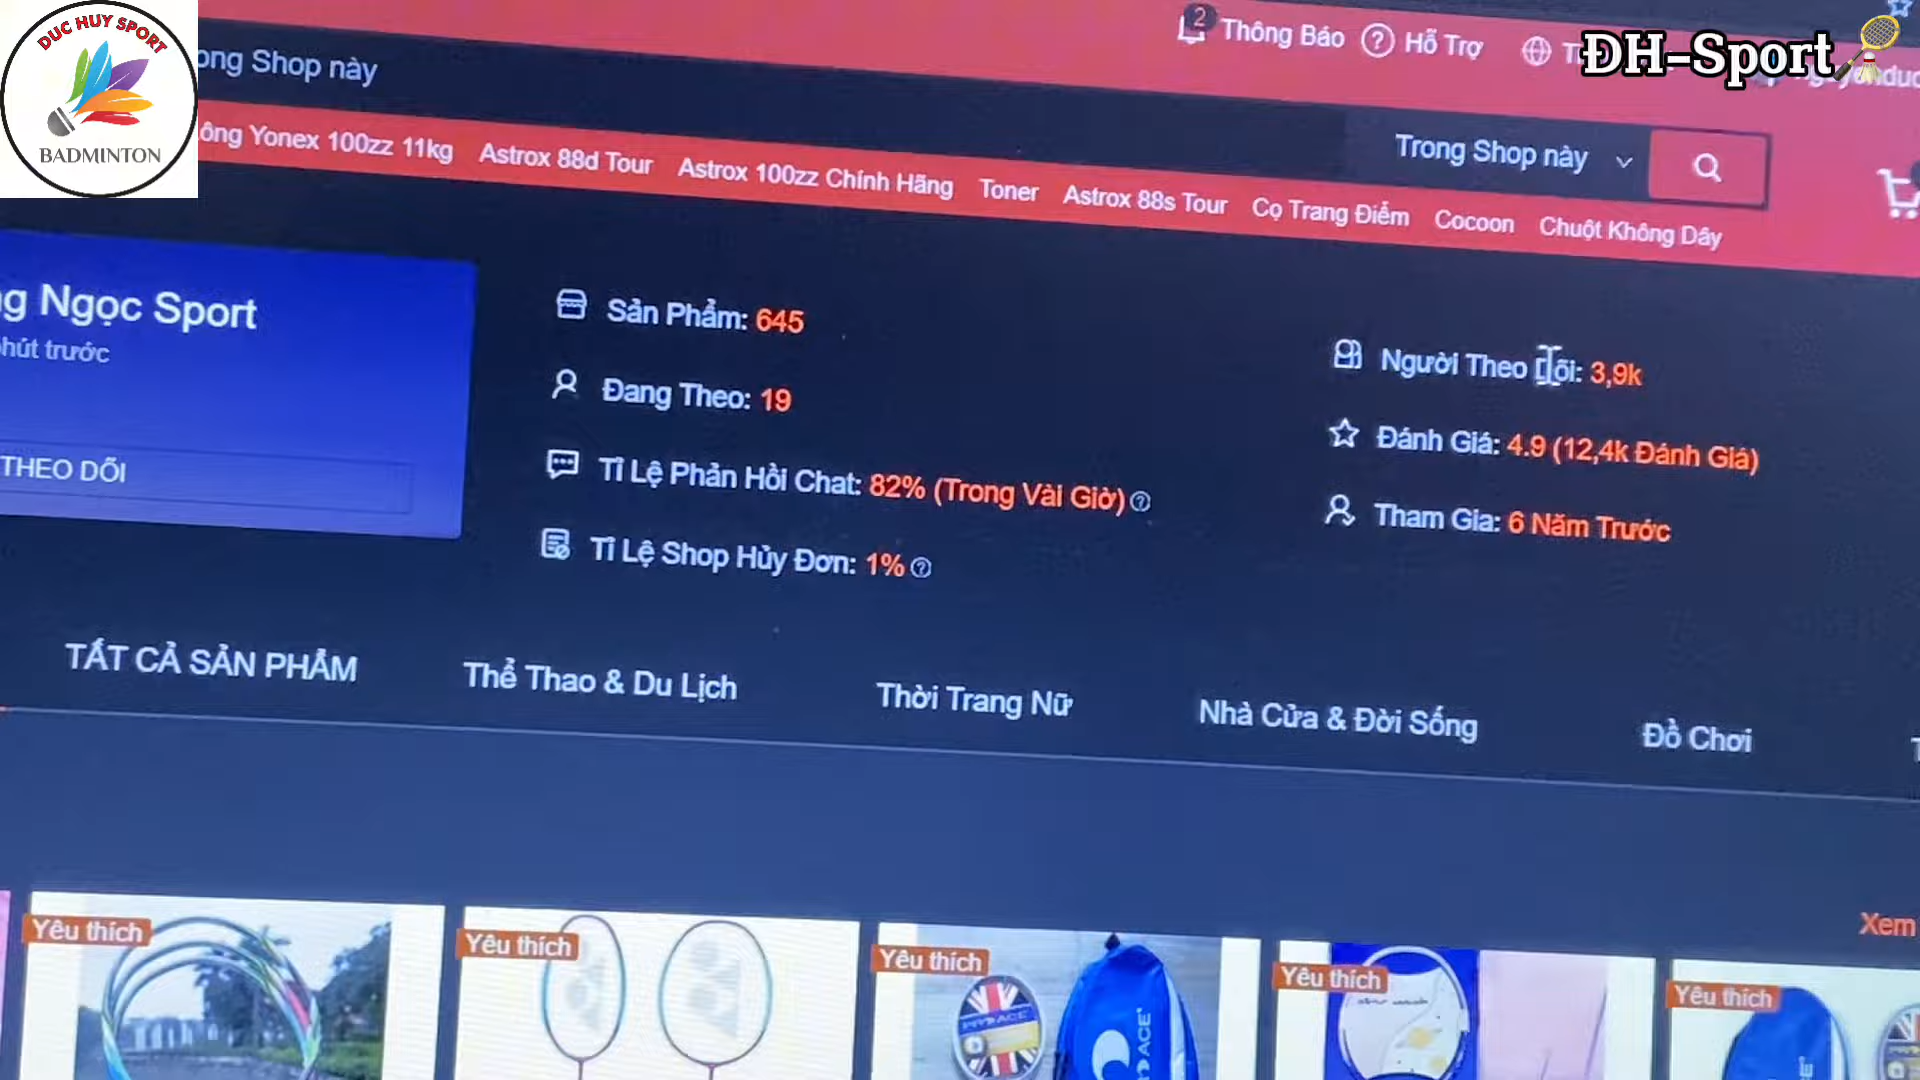 DUC HUY SPORT
BADMINTON
ĐH-Sport
2
Thông Báo
Hỗ Trợ
ong Shop này
Trong Shop này
ông Yonex 100zz 11kg
Astrox 88d Tour
Astrox 100zz Chính Hãng
Toner
Astrox 88s Tour
Cọ Trang Điểm
Cocoon
Chuột Không Dây
g Ngọc Sport
phút trước
THEO DÕI
Sản Phẩm: 645
Đang Theo: 19
Tỉ Lệ Phản Hồi Chat: 82% (Trong Vài Giờ)
Tỉ Lệ Shop Hủy Đơn: 1%
Người Theo Dõi: 3,9k
Đánh Giá: 4.9 (12,4k Đánh Giá)
Tham Gia: 6 Năm Trước
TẤT CẢ SẢN PHẨM
Thể Thao & Du Lịch
Thời Trang Nữ
Nhà Cửa & Đời Sống
Đồ Chơi
Xem
Yêu thích
Yêu thích
Yêu thích
Yêu thích
Yêu thích
PROACE